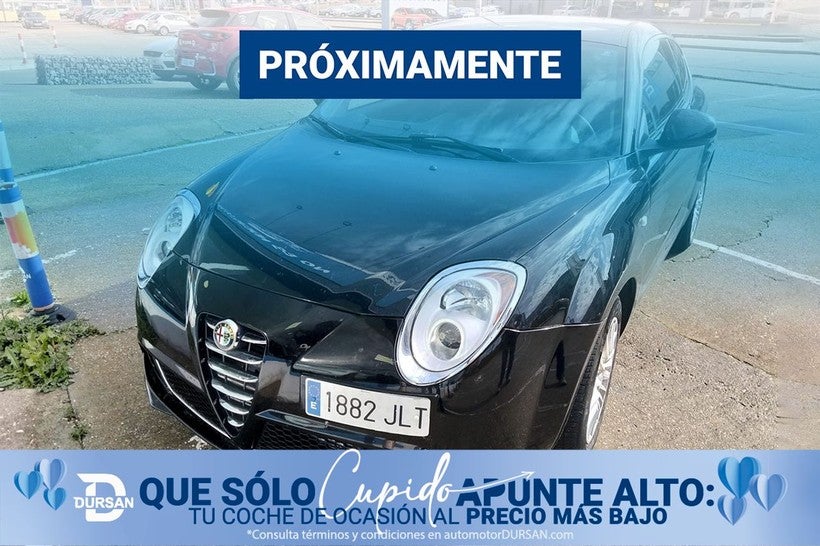 PRÓXIMAMENTE
E 1882 JLT
DURSAN
QUE SÓLO Cupido APUNTE ALTO:
TU COCHE DE OCASIÓN AL PRECIO MÁS BAJO
*Consulta términos y condiciones en automotorDURSAN.com